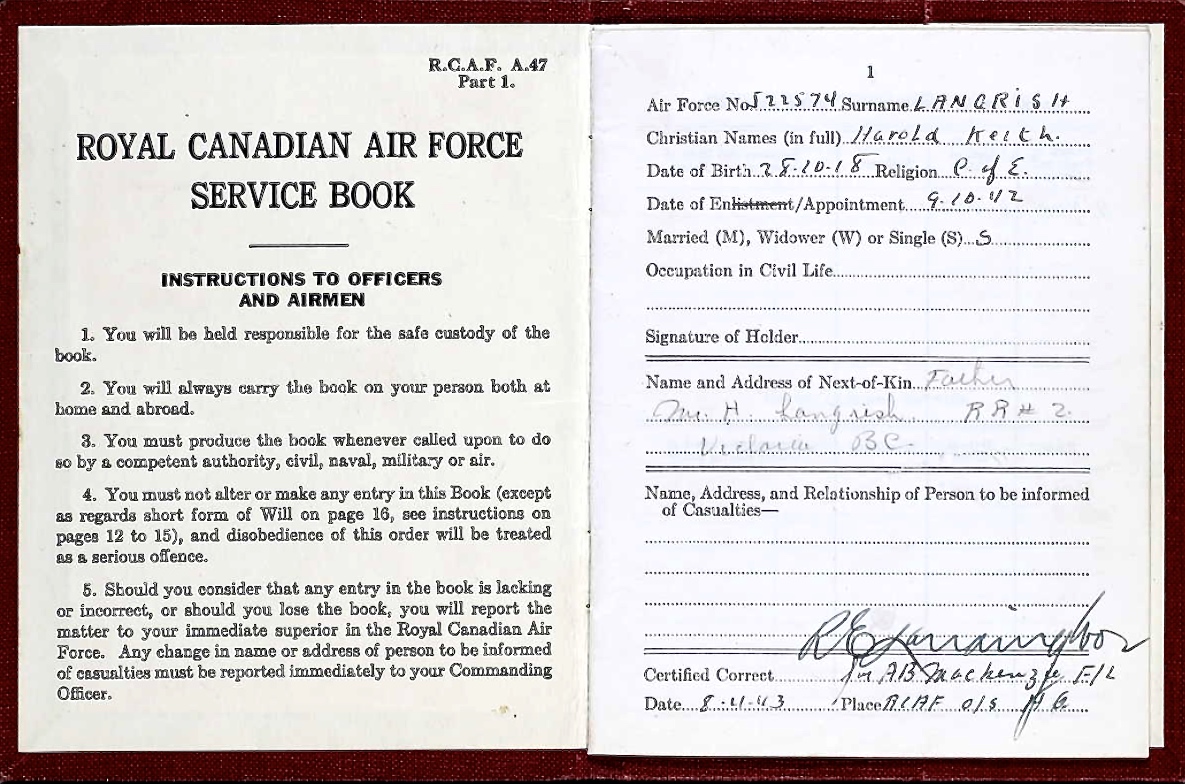 R.C.A.F. A.47
Part 1.
ROYAL CANADIAN AIR FORCE
SERVICE BOOK
INSTRUCTIONS TO OFFICERS
AND AIRMEN
1. You will be held responsible for the safe custody of the
book.
2. You will always carry the book on your person both at
home and abroad.
3. You must produce the book whenever called upon to do
so by a competent authority, civil, naval, military or air.
4. You must not alter or make any entry in this Book (except
as regards short form of Will on page 16, see instructions on
pages 12 to 15), and disobedience of this order will be treated
as a serious offence.
5. Should you consider that any entry in the book is lacking
or incorrect, or should you lose the book, you will report the
matter to your immediate superior in the Royal Canadian Air
Force. Any change in name or address of person to be informed
of casualties must be reported immediately to your Commanding
Officer.
1
Air Force No. J22574 Surname LANGRISH
Christian Names (in full) Harold Keith.
Date of Birth 28-10-18 Religion C. of E.
Date of Enlistment/Appointment 9-10-42
Married (M), Widower (W) or Single (S) S
Occupation in Civil Life
Signature of Holder
Name and Address of Next-of-Kin Father
Mr. H. Langrish RR # 2.
Victoria BC.
Name, Address, and Relationship of Person to be informed
of Casualties—
Certified Correct for AB Mackenzie F/L
Date 8-4-43 Place RCAF O/S HQ